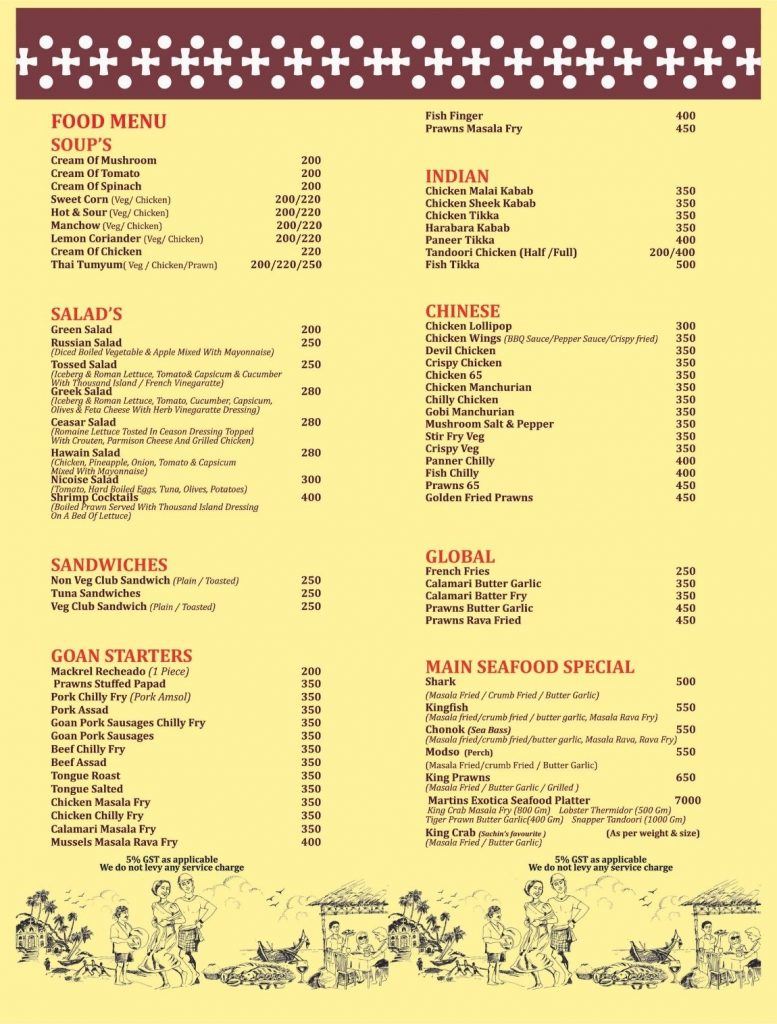 FOOD MENU
SOUP'S
Cream Of Mushroom 200
Cream Of Tomato 200
Cream Of Spinach 200
Sweet Corn (Veg/ Chicken) 200/220
Hot & Sour (Veg/ Chicken) 200/220
Manchow (Veg/ Chicken) 200/220
Lemon Coriander (Veg/ Chicken) 200/220
Cream Of Chicken 220
Thai Tumyum( Veg / Chicken/Prawn) 200/220/250
SALAD'S
Green Salad 200
Russian Salad 250
(Diced Boiled Vegetable & Apple Mixed With Mayonnaise)
Tossed Salad 250
(Iceberg & Roman Lettuce, Tomato& Capsicum & Cucumber
With Thousand Island / French Vinegaratte)
Greek Salad 280
(Iceberg & Roman Lettuce, Tomato, Cucumber, Capsicum,
Olives & Feta Cheese With Herb Vinegaratte Dressing)
Ceasar Salad 280
(Romaine Lettuce Tosted In Ceason Dressing Topped
With Crouten, Parmison Cheese And Grilled Chicken)
Hawain Salad 280
(Chicken, Pineapple, Onion, Tomato & Capsicum
Mixed With Mayonnaise)
Nicoise Salad 300
(Tomato, Hard Boiled Eggs, Tuna, Olives, Potatoes)
Shrimp Cocktails 400
(Boiled Prawn Served With Thousand Island Dressing
On A Bed Of Lettuce)
SANDWICHES
Non Veg Club Sandwich (Plain / Toasted) 250
Tuna Sandwiches 250
Veg Club Sandwich (Plain / Toasted) 250
GOAN STARTERS
Mackrel Recheado (1 Piece) 200
Prawns Stuffed Papad 350
Pork Chilly Fry (Pork Amsol) 350
Pork Assad 350
Goan Pork Sausages Chilly Fry 350
Goan Pork Sausages 350
Beef Chilly Fry 350
Beef Assad 350
Tongue Roast 350
Tongue Salted 350
Chicken Masala Fry 350
Chicken Chilly Fry 350
Calamari Masala Fry 350
Mussels Masala Rava Fry 400
5% GST as applicable
We do not levy any service charge
Fish Finger 400
Prawns Masala Fry 450
INDIAN
Chicken Malai Kabab 350
Chicken Sheek Kabab 350
Chicken Tikka 350
Harabara Kabab 350
Paneer Tikka 400
Tandoori Chicken (Half /Full) 200/400
Fish Tikka 500
CHINESE
Chicken Lollipop 300
Chicken Wings (BBQ Sauce/Pepper Sauce/Crispy fried) 350
Devil Chicken 350
Crispy Chicken 350
Chicken 65 350
Chicken Manchurian 350
Chilly Chicken 350
Gobi Manchurian 350
Mushroom Salt & Pepper 350
Stir Fry Veg 350
Crispy Veg 350
Panner Chilly 400
Fish Chilly 400
Prawns 65 450
Golden Fried Prawns 450
GLOBAL
French Fries 250
Calamari Butter Garlic 350
Calamari Batter Fry 350
Prawns Butter Garlic 450
Prawns Rava Fried 450
MAIN SEAFOOD SPECIAL
Shark 500
(Masala Fried / Crumb Fried / Butter Garlic)
Kingfish 550
(Masala fried/crumb fried / butter garlic, Masala Rava Fry)
Chonok (Sea Bass) 550
(Masala fried/crumb fried/butter garlic, Masala Rava, Rava Fry)
Modso (Perch) 550
(Masala Fried/crumb Fried / Butter Garlic)
King Prawns 650
(Masala Fried / Butter Garlic / Grilled )
Martins Exotica Seafood Platter 7000
King Crab Masala Fry (800 Gm) Lobster Thermidor (500 Gm)
Tiger Prawn Butter Garlic(400 Gm) Snapper Tandoori (1000 Gm)
King Crab (Sachin's favourite ) (As per weight & size)
(Masala Fried / Butter Garlic)
5% GST as applicable
We do not levy any service charge